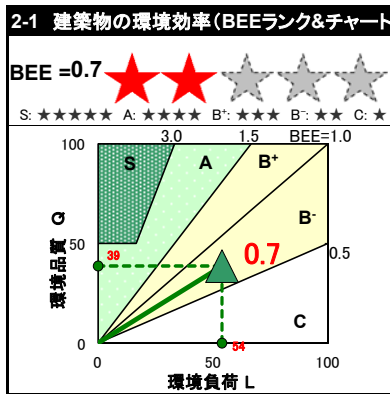 2-1 建築物の環境効率(BEEランク&チャート
BEE =0.7
S: ★★★★★ A: ★★★★ B⁺: ★★★ B⁻: ★★ C: ★
3.0 1.5 BEE=1.0
100
S A B⁺
B⁻
環境品質 Q
50
39
0.7
0.5
C
0
0 50 54 100
環境負荷 L